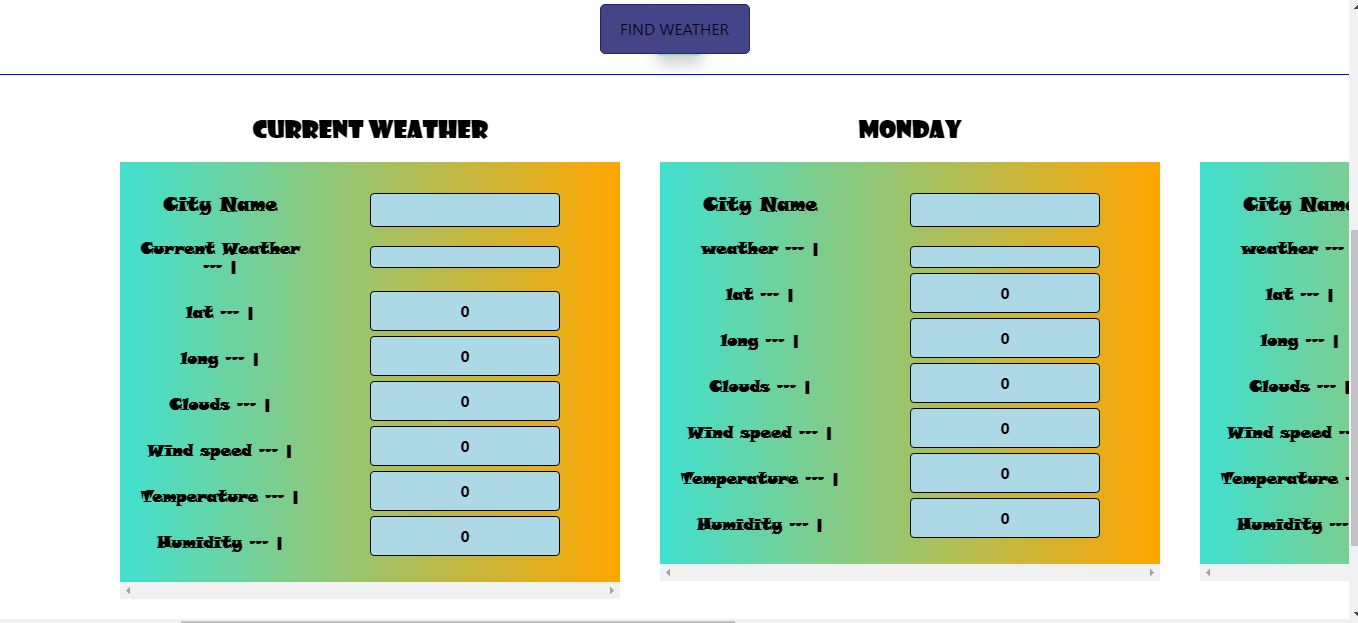 FIND WEATHER
CURRENT WEATHER
City Name
Current Weather
--- |
lat --- | 0
long --- | 0
Clouds --- | 0
Wind speed --- | 0
Temperature --- | 0
Humidity --- | 0
MONDAY
City Name
weather --- |
lat --- | 0
long --- | 0
Clouds --- | 0
Wind speed --- | 0
Temperature --- | 0
Humidity --- | 0
City Name
weather ---
lat --- |
long --- |
Clouds --- |
Wind speed --
Temperature -
Humidity ---